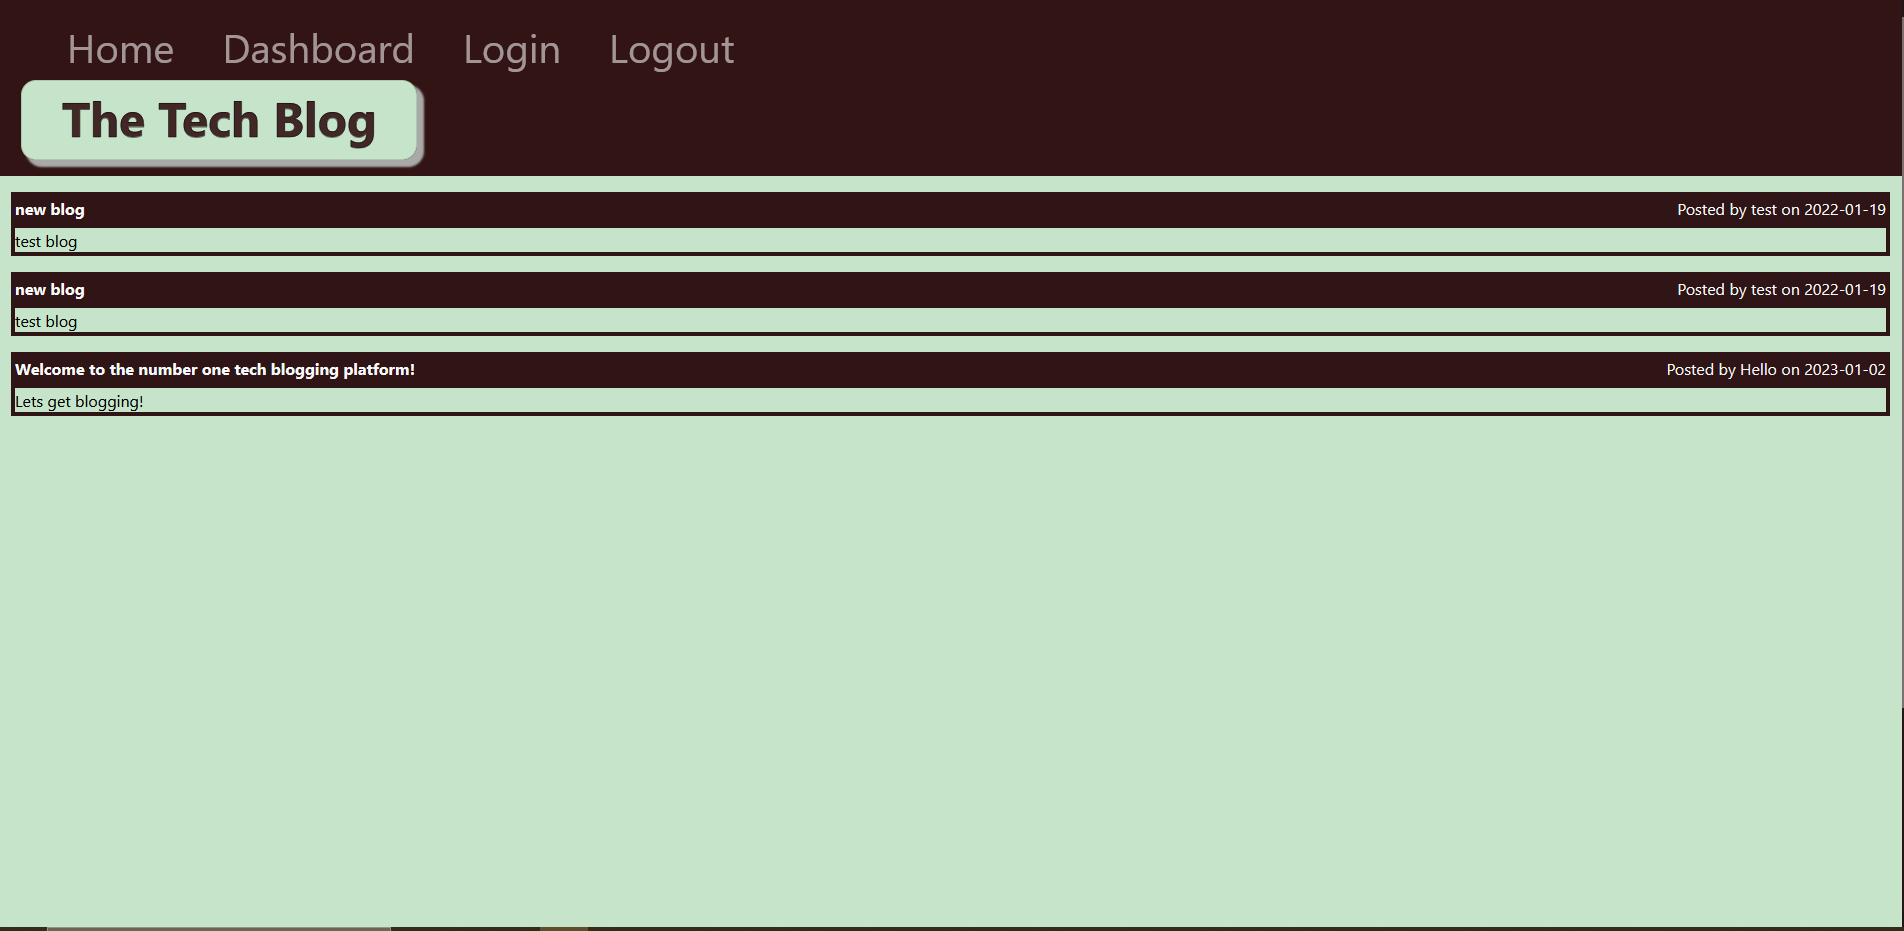 Home Dashboard Login Logout
The Tech Blog
new blog Posted by test on 2022-01-19
test blog
new blog Posted by test on 2022-01-19
test blog
Welcome to the number one tech blogging platform! Posted by Hello on 2023-01-02
Lets get blogging!